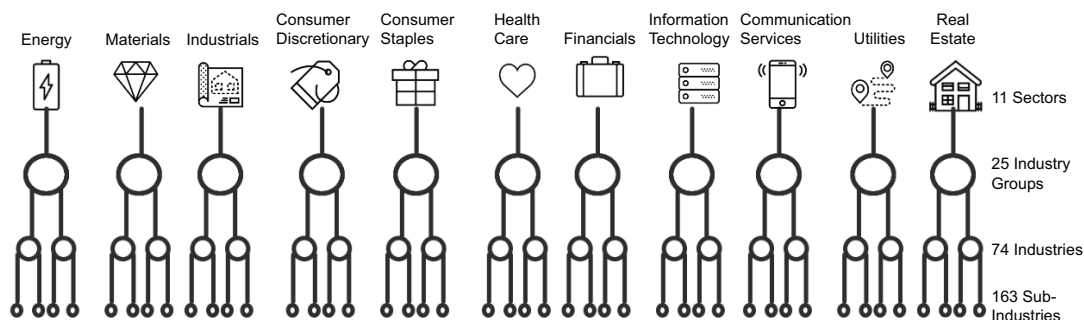 Energy
Materials
Industrials
Consumer
Discretionary
Consumer
Staples
Health
Care
Financials
Information
Technology
Communication
Services
Utilities
Real
Estate
11 Sectors
25 Industry
Groups
74 Industries
163 Sub-
Industries